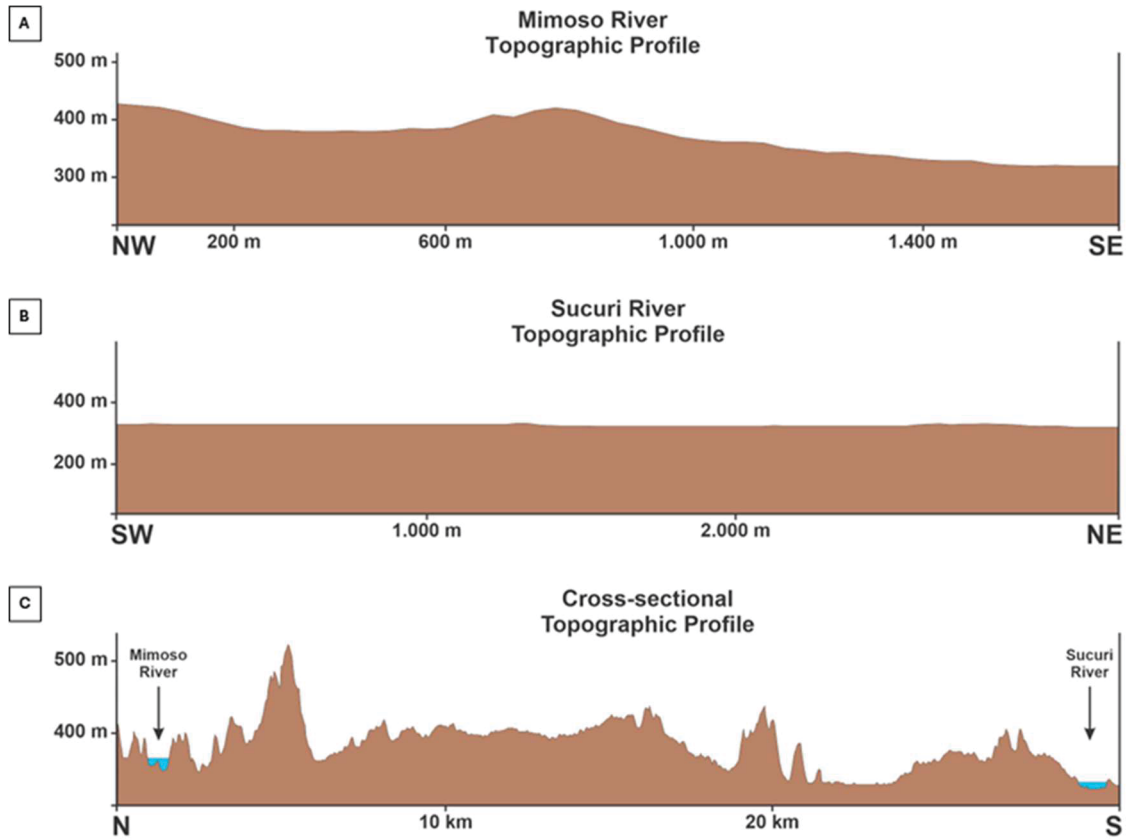 A
Mimoso River
Topographic Profile
500 m
400 m
300 m
200 m
600 m
1.000 m
1.400 m
NW
SE
B
Sucuri River
Topographic Profile
400 m
200 m
1.000 m
2.000 m
SW
NE
C
Cross-sectional
Topographic Profile
500 m
Mimoso
River
Sucuri
River
400 m
10 km
20 km
N
S